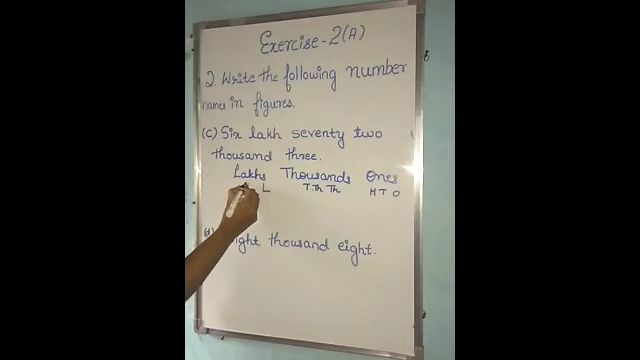 Exercise-2(A)
2. Write the following number
names in figures.
(C) Six lakh seventy two
thousand three.
Lakhs Thousands Ones
L T.Th Th H T O
eight thousand eight.